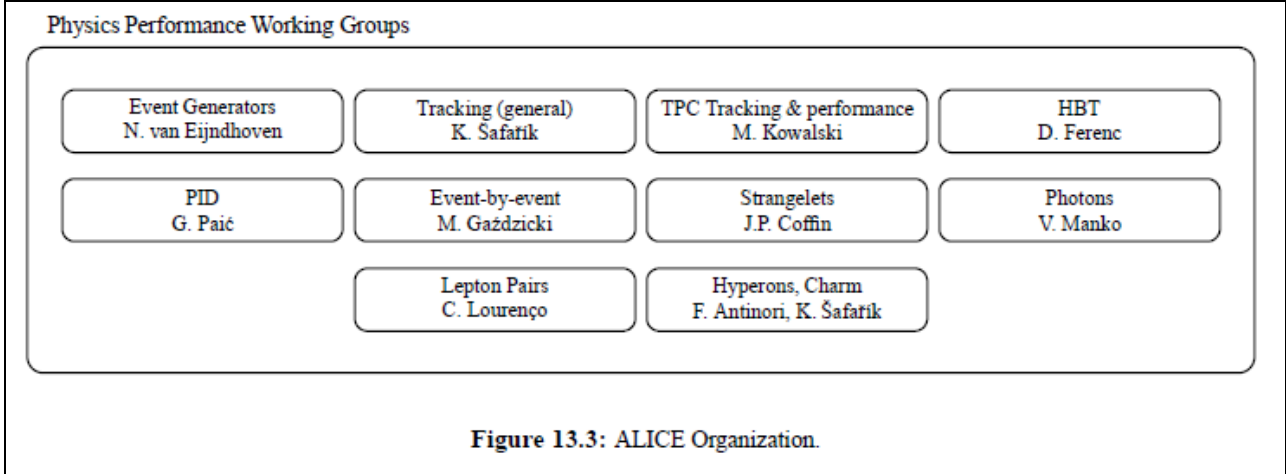 Physics Performance Working Groups
Event Generators
N. van Eijndhoven
Tracking (general)
K. Šafařík
TPC Tracking & performance
M. Kowalski
HBT
D. Ferenc
PID
G. Paić
Event-by-event
M. Gaździcki
Strangelets
J.P. Coffin
Photons
V. Manko
Lepton Pairs
C. Lourenço
Hyperons, Charm
F. Antinori, K. Šafařík
Figure 13.3: ALICE Organization.